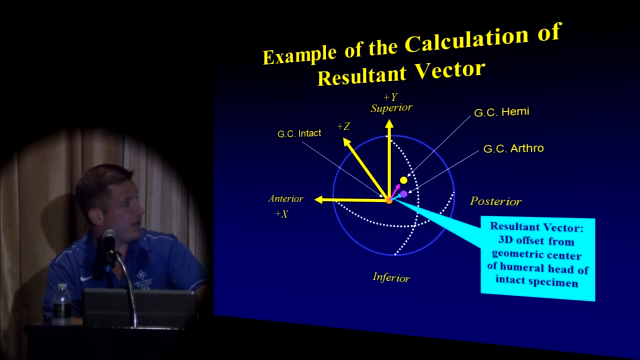 Example of the Calculation of
Resultant Vector
+Y
Superior
+Z
G.C. Intact
G.C. Hemi
G.C. Arthro
Anterior
+X
Posterior
Inferior
Resultant Vector:
3D offset from
geometric center
of humeral head of
intact specimen